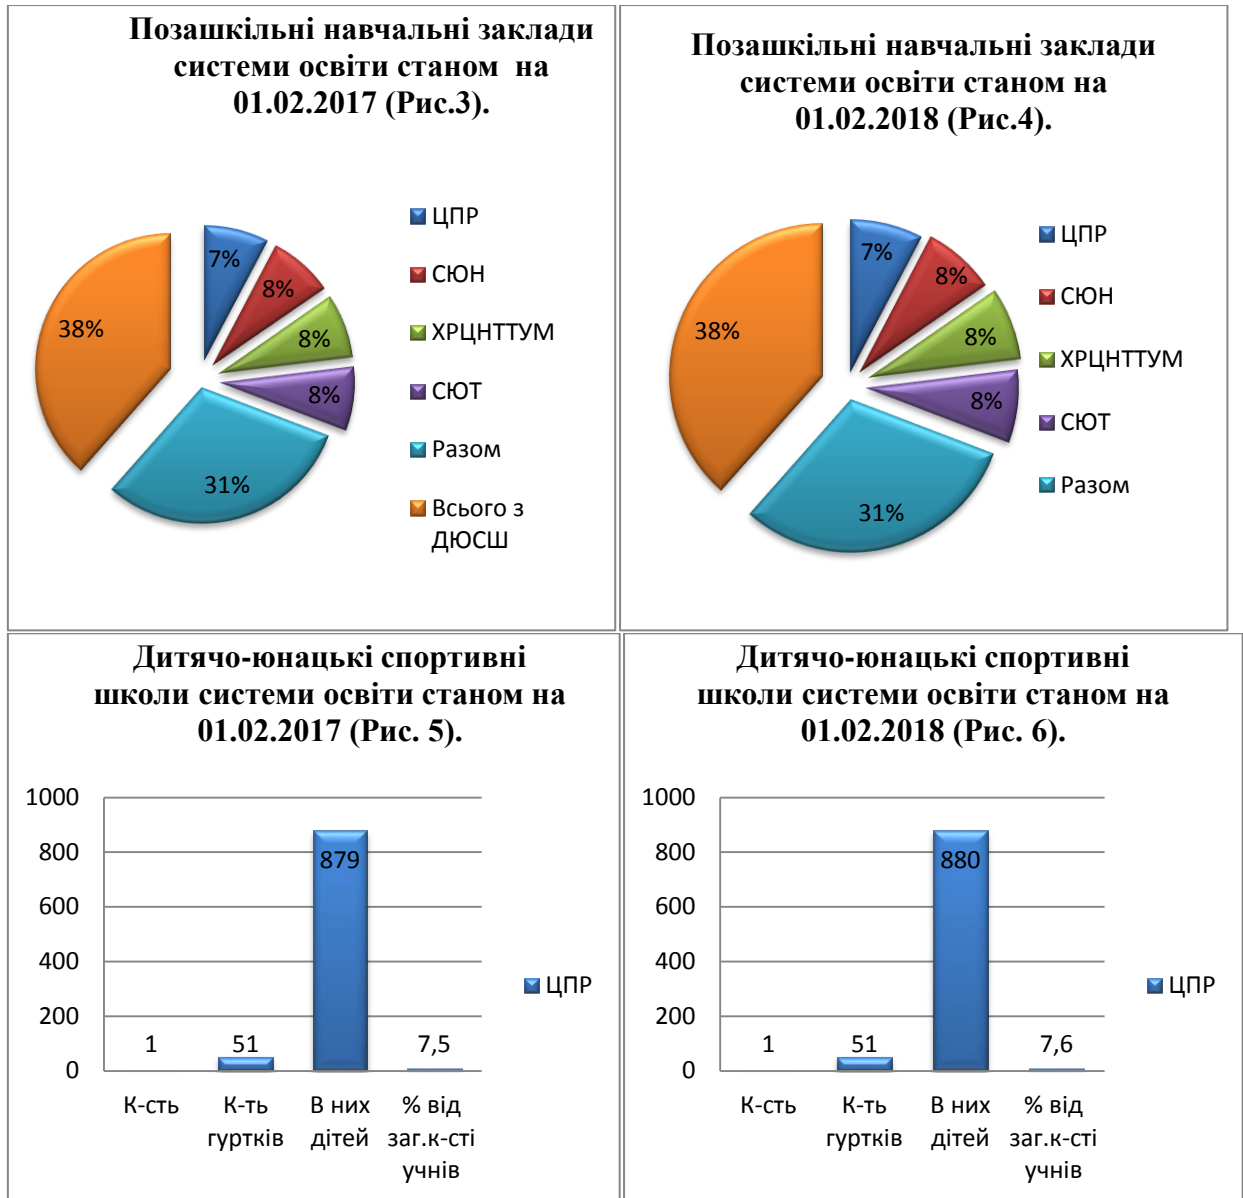 Позашкільні навчальні заклади
системи освіти станом на
01.02.2017 (Рис.3).
7%
8%
8%
8%
31%
38%
ЦПР
СЮН
ХРЦНТТУМ
СЮТ
Разом
Всього з
ДЮСШ
Позашкільні навчальні заклади
системи освіти станом на
01.02.2018 (Рис.4).
7%
8%
8%
8%
31%
38%
ЦПР
СЮН
ХРЦНТТУМ
СЮТ
Разом
Дитячо-юнацькі спортивні
школи системи освіти станом на
01.02.2017 (Рис. 5).
1000
800
600
400
200
0
1
51
879
7,5
К-сть
К-ть
гуртків
В них
дітей
% від
заг.к-сті
учнів
ЦПР
Дитячо-юнацькі спортивні
школи системи освіти станом на
01.02.2018 (Рис. 6).
1000
800
600
400
200
0
1
51
880
7,6
К-сть
К-ть
гуртків
В них
дітей
% від
заг.к-сті
учнів
ЦПР